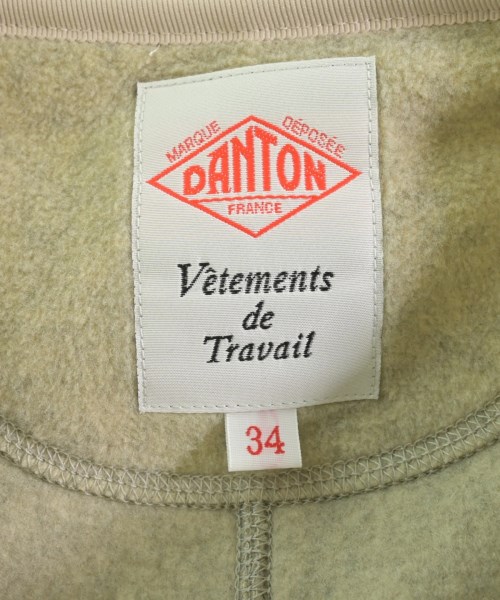 MARQUE DÉPOSÉE
DANTON
FRANCE
Vêtements
de
Travail
34